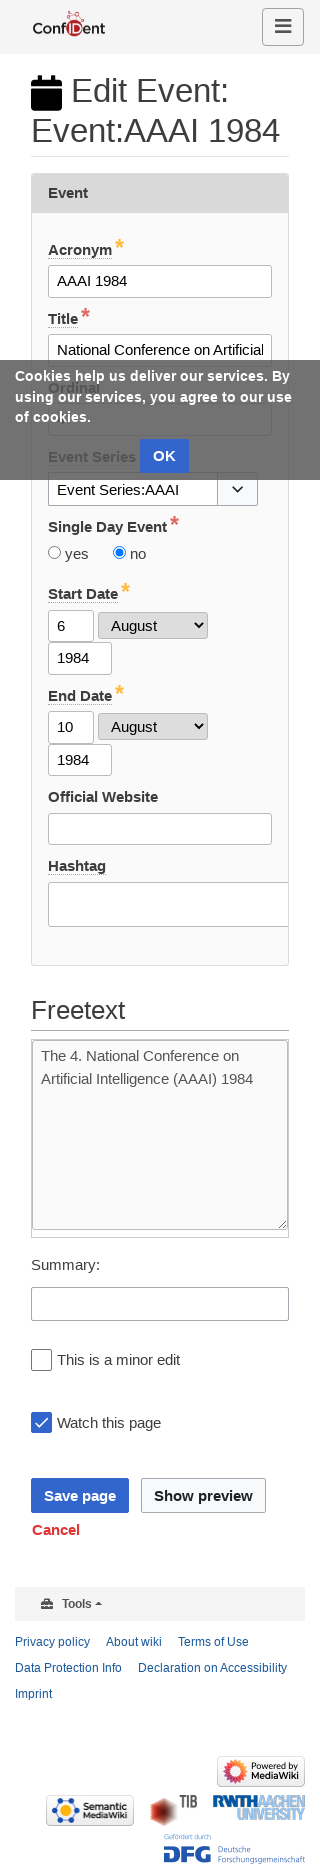 ConfIDent
Edit Event:
Event:AAAI 1984
Event
Acronym *
AAAI 1984
Title *
National Conference on Artificial
Cookies help us deliver our services. By
using our services, you agree to our use
of cookies.
OK
Ordinal
Event Series
Event Series:AAAI
Single Day Event *
yes no
Start Date *
6 August
1984
End Date *
10 August
1984
Official Website
Hashtag
Freetext
The 4. National Conference on
Artificial Intelligence (AAAI) 1984
Summary:
This is a minor edit
Watch this page
Save page Show preview
Cancel
Tools
Privacy policy About wiki Terms of Use
Data Protection Info Declaration on Accessibility
Imprint
Powered by
MediaWiki
Semantic
MediaWiki
TIB
RWTH AACHEN
UNIVERSITY
Gefördert durch
DFG Deutsche
Forschungsgemeinschaft